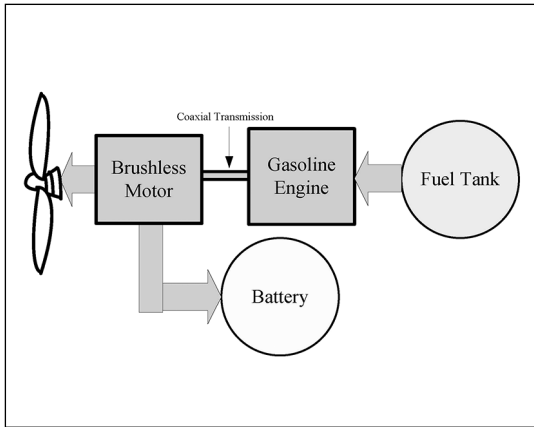 Coaxial Transmission
Brushless
Motor
Gasoline
Engine
Fuel Tank
Battery